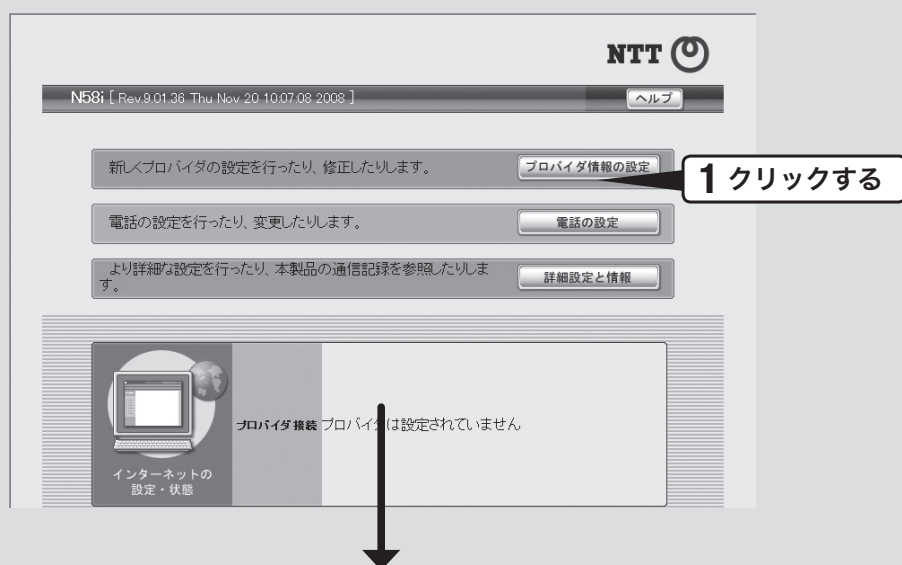 NTT
N58i [ Rev.9.01.36 Thu Nov 20 10:07:08 2008 ]
ヘルプ
新しくプロバイダの設定を行ったり、修正したりします。
プロバイダ情報の設定
1 クリックする
電話の設定を行ったり、変更したりします。
電話の設定
より詳細な設定を行ったり、本製品の通信記録を参照したりしま
す。
詳細設定と情報
プロバイダ接続 プロバイダは設定されていません
インターネットの
設定・状態